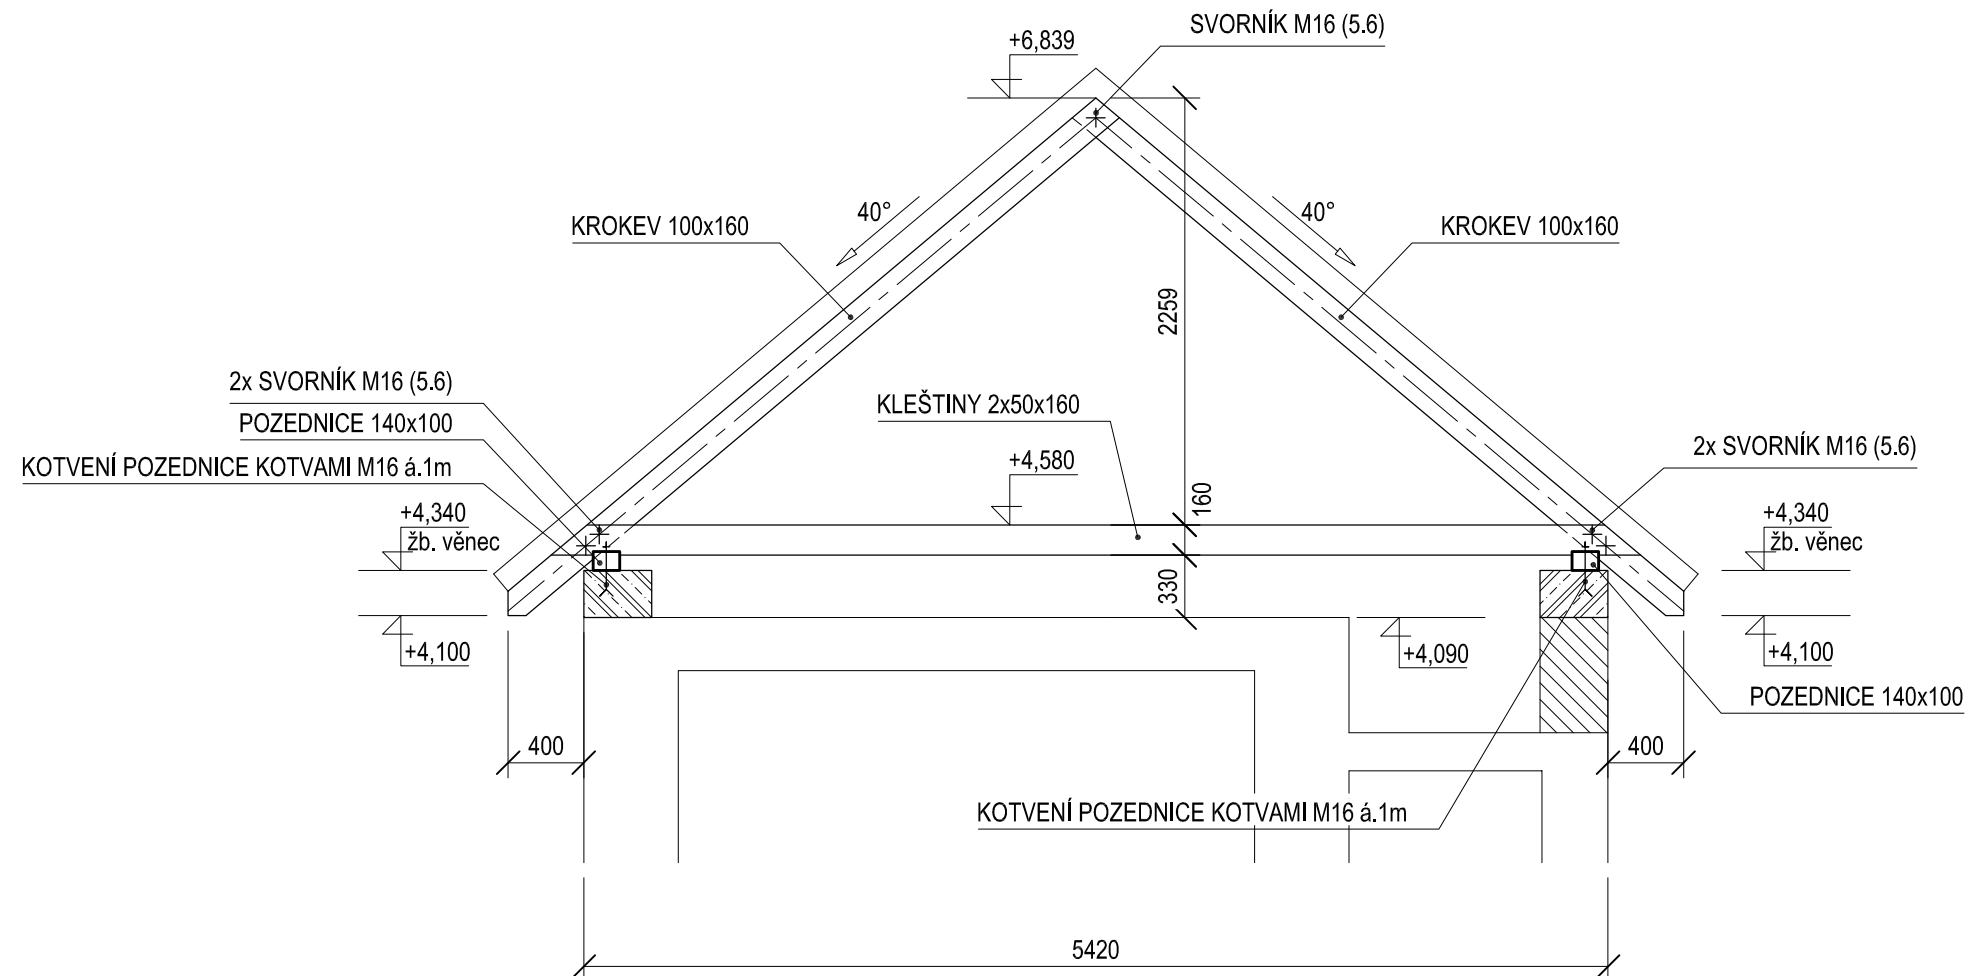 SVORNÍK M16 (5.6)
+6,839
40°
40°
KROKEV 100x160
KROKEV 100x160
2259
2x SVORNÍK M16 (5.6)
POZEDNICE 140x100
KOTVENÍ POZEDNICE KOTVAMI M16 á.1m
KLEŠTINY 2x50x160
2x SVORNÍK M16 (5.6)
+4,580
160
+4,340
žb. věnec
+4,340
žb. věnec
330
+4,100
+4,090
+4,100
POZEDNICE 140x100
400
400
KOTVENÍ POZEDNICE KOTVAMI M16 á.1m
5420